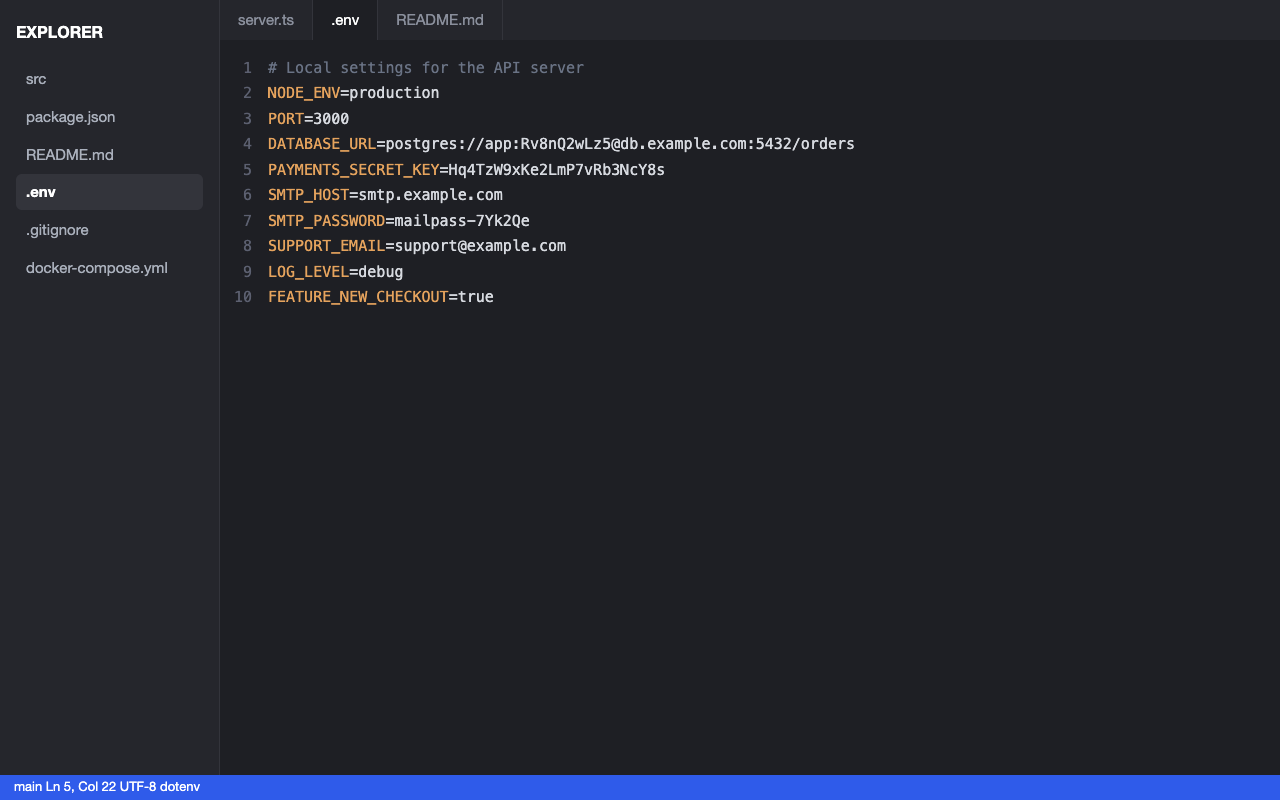 EXPLORER
src
package.json
README.md
.env
.gitignore
docker-compose.yml
server.ts
.env
README.md
1 # Local settings for the API server
2 NODE_ENV=production
3 PORT=3000
4 DATABASE_URL=postgres://app:Rv8nQ2wLz5@db.example.com:5432/orders
5 PAYMENTS_SECRET_KEY=Hq4TzW9xKe2LmP7vRb3NcY8s
6 SMTP_HOST=smtp.example.com
7 SMTP_PASSWORD=mailpass-7Yk2Qe
8 SUPPORT_EMAIL=support@example.com
9 LOG_LEVEL=debug
10 FEATURE_NEW_CHECKOUT=true
main Ln 5, Col 22 UTF-8 dotenv